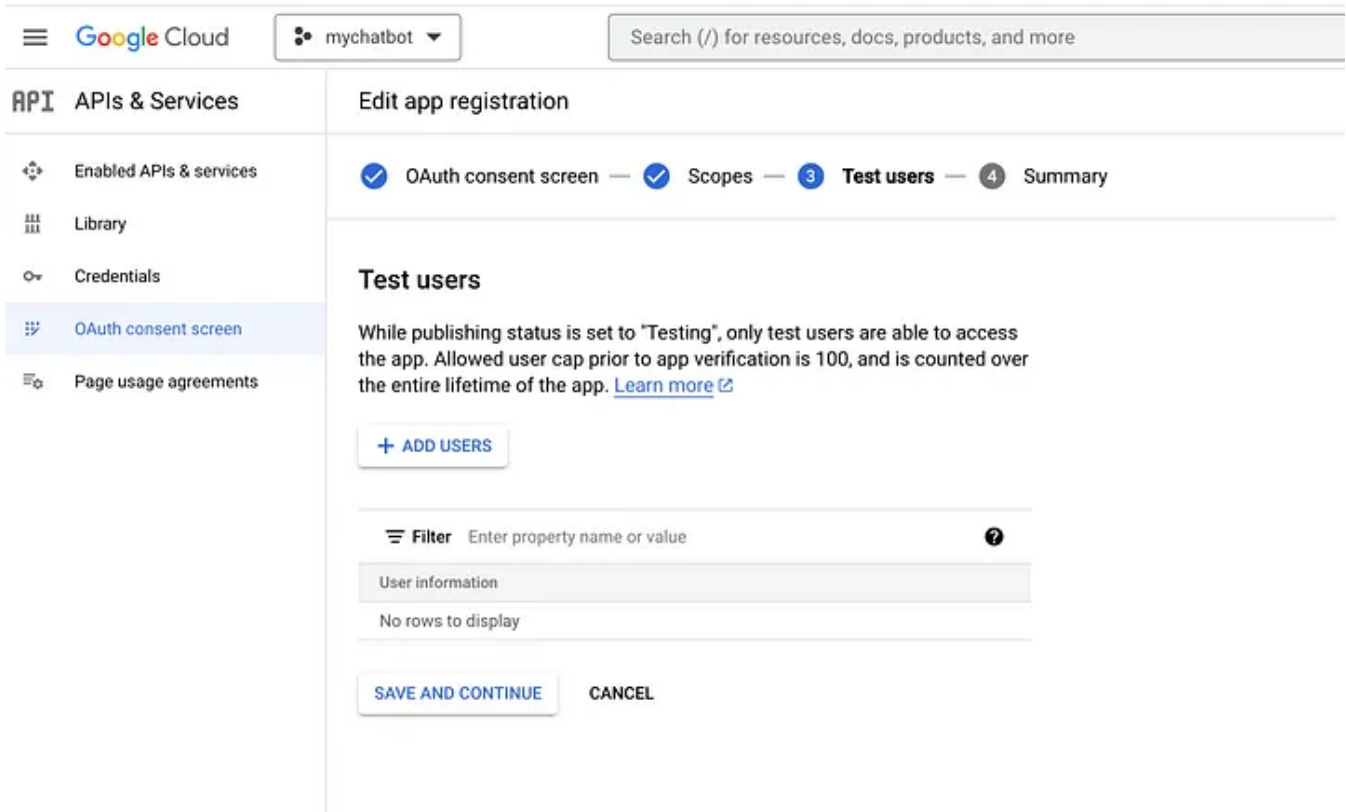 Google Cloud
mychatbot
Search (/) for resources, docs, products, and more
API APIs & Services
Edit app registration
Enabled APIs & services
Library
Credentials
OAuth consent screen
Page usage agreements
OAuth consent screen — Scopes — 3 Test users — 4 Summary
Test users
While publishing status is set to "Testing", only test users are able to access
the app. Allowed user cap prior to app verification is 100, and is counted over
the entire lifetime of the app. Learn more
+ ADD USERS
Filter Enter property name or value ?
User information
No rows to display
SAVE AND CONTINUE CANCEL